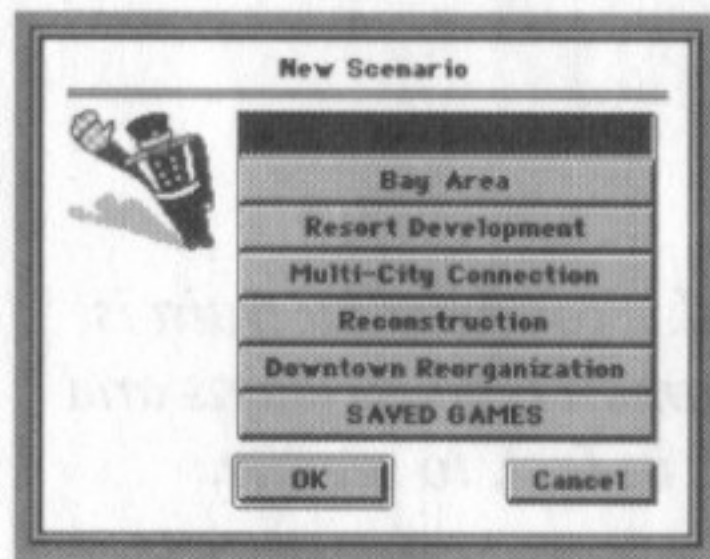 New Scenario
Bay Area
Resort Development
Multi-City Connection
Reconstruction
Downtown Reorganization
SAVED GAMES
OK
Cancel